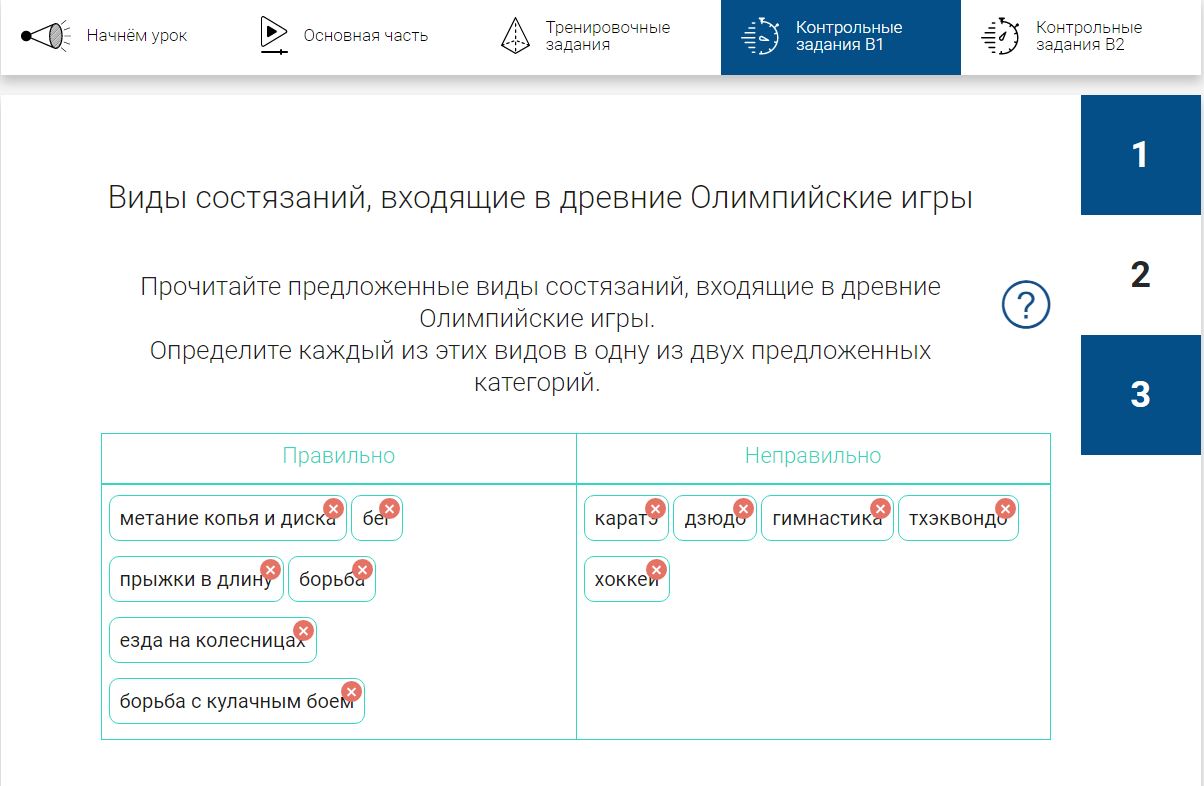 Начнём урок
Основная часть
Тренировочные
задания
Контрольные
задания В1
Контрольные
задания В2
1
2
3
Виды состязаний, входящие в древние Олимпийские игры
Прочитайте предложенные виды состязаний, входящие в древние
Олимпийские игры.
Определите каждый из этих видов в одну из двух предложенных
категорий.
?
Правильно
Неправильно
метание копья и диска
бег
прыжки в длину
борьба
езда на колесницах
борьба с кулачным боем
каратэ
дзюдо
гимнастика
тхэквондо
хоккей